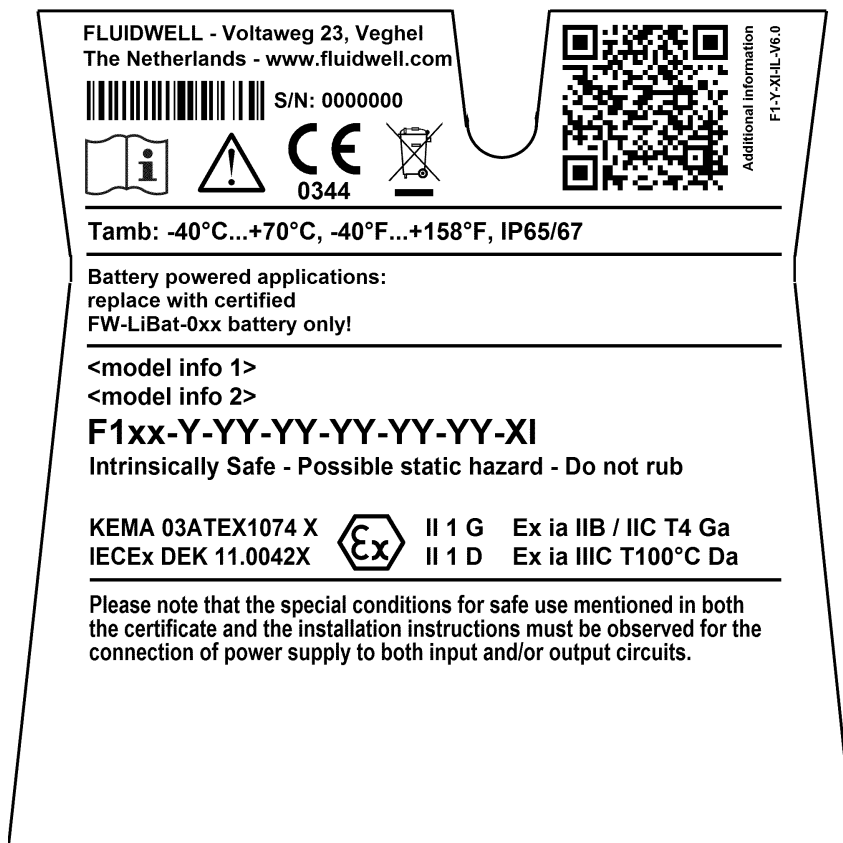 FLUIDWELL - Voltaweg 23, Veghel
The Netherlands - www.fluidwell.com
S/N: 0000000
CE
0344
Additional information
F1-Y-XI-IL-V6.0
Tamb: -40°C...+70°C, -40°F...+158°F, IP65/67
Battery powered applications:
replace with certified
FW-LiBat-0xx battery only!
<model info 1>
<model info 2>
F1xx-Y-YY-YY-YY-YY-YY-XI
Intrinsically Safe - Possible static hazard - Do not rub
KEMA 03ATEX1074 X Ex II 1 G Ex ia IIB / IIC T4 Ga
IECEx DEK 11.0042X II 1 D Ex ia IIIC T100°C Da
Please note that the special conditions for safe use mentioned in both
the certificate and the installation instructions must be observed for the
connection of power supply to both input and/or output circuits.